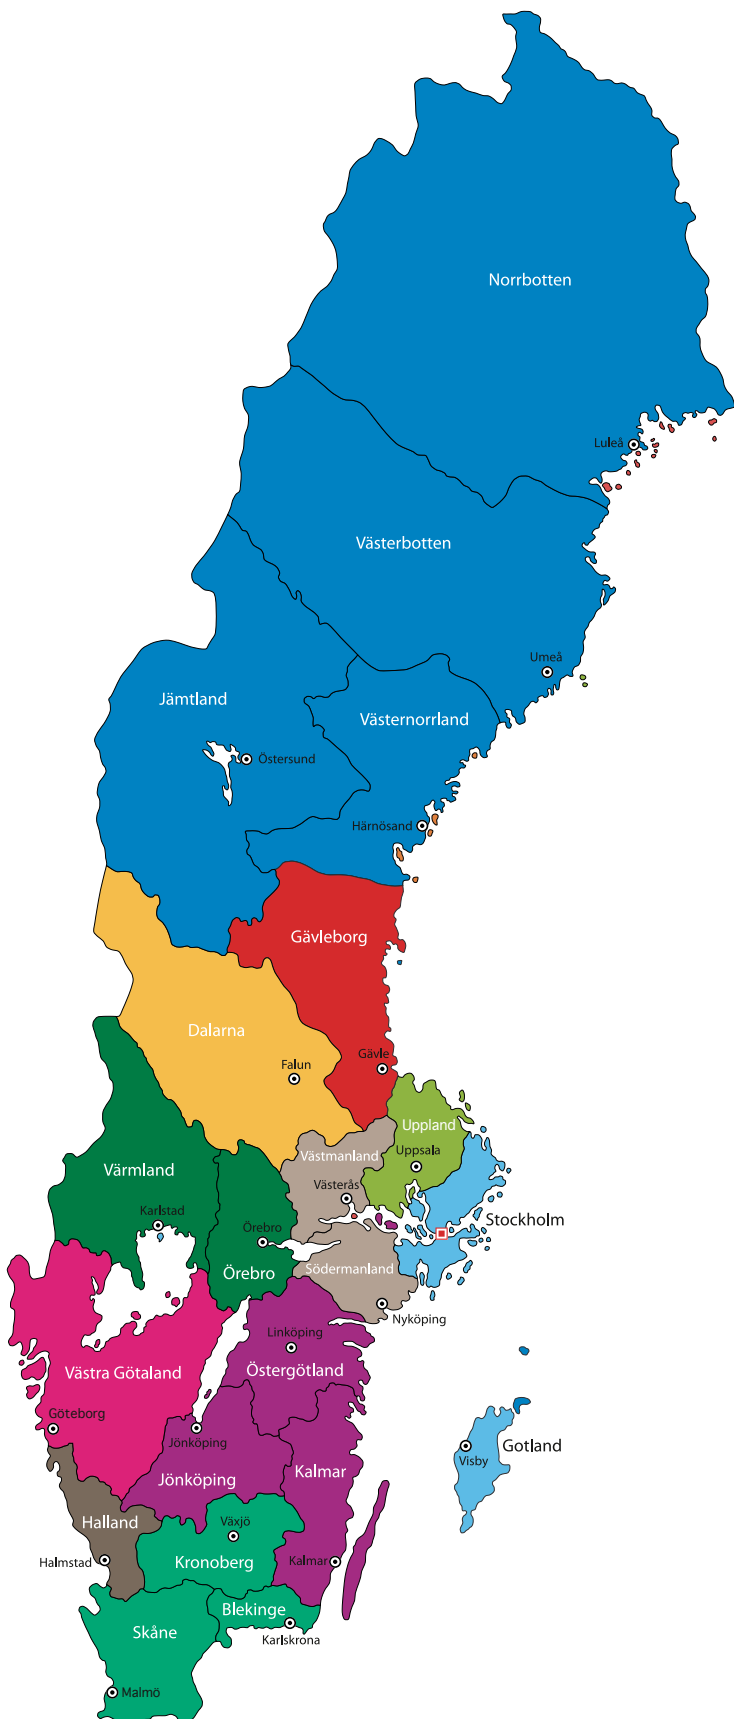 Norrbotten
Luleå
Västerbotten
Umeå
Jämtland
Västernorrland
Östersund
Härnösand
Gävleborg
Dalarna
Gävle
Falun
Uppland
Västmanland
Uppsala
Värmland
Västerås
Karlstad
Stockholm
Örebro
Södermanland
Örebro
Nyköping
Linköping
Östergötland
Västra Götaland
Göteborg
Jönköping
Gotland
Visby
Kalmar
Jönköping
Halland
Växjö
Halmstad
Kronoberg
Kalmar
Blekinge
Skåne
Karlskrona
Malmö